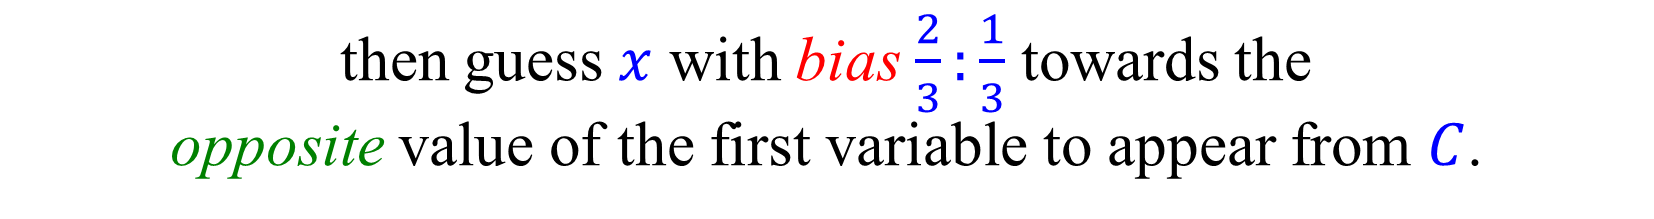 then guess x with bias 2/3 : 1/3 towards the
opposite value of the first variable to appear from C.